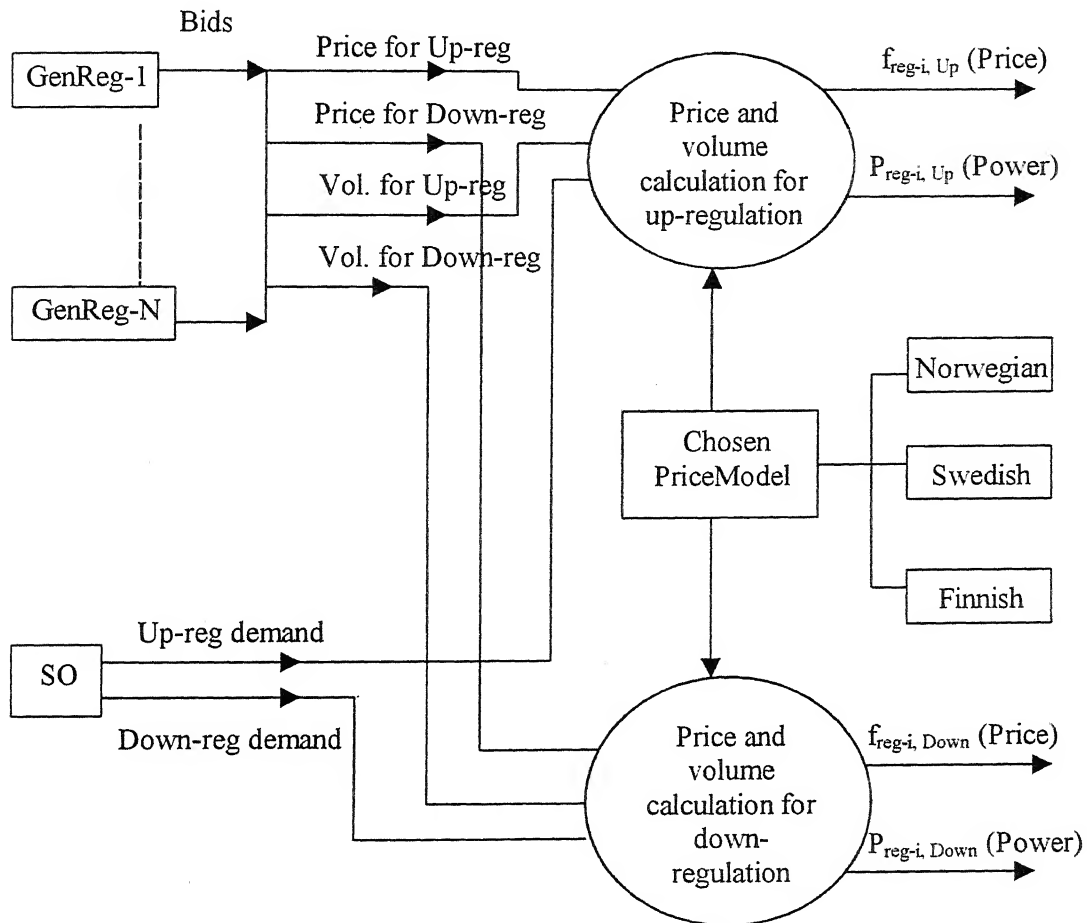 Bids
GenReg-1
Price for Up-reg
Price for Down-reg
Vol. for Up-reg
Vol. for Down-reg
GenReg-N
Price and
volume
calculation for
up-regulation
f_reg-i, Up (Price)
P_reg-i, Up (Power)
Chosen
PriceModel
Norwegian
Swedish
Finnish
SO
Up-reg demand
Down-reg demand
Price and
volume
calculation for
down-
regulation
f_reg-i, Down (Price)
P_reg-i, Down (Power)